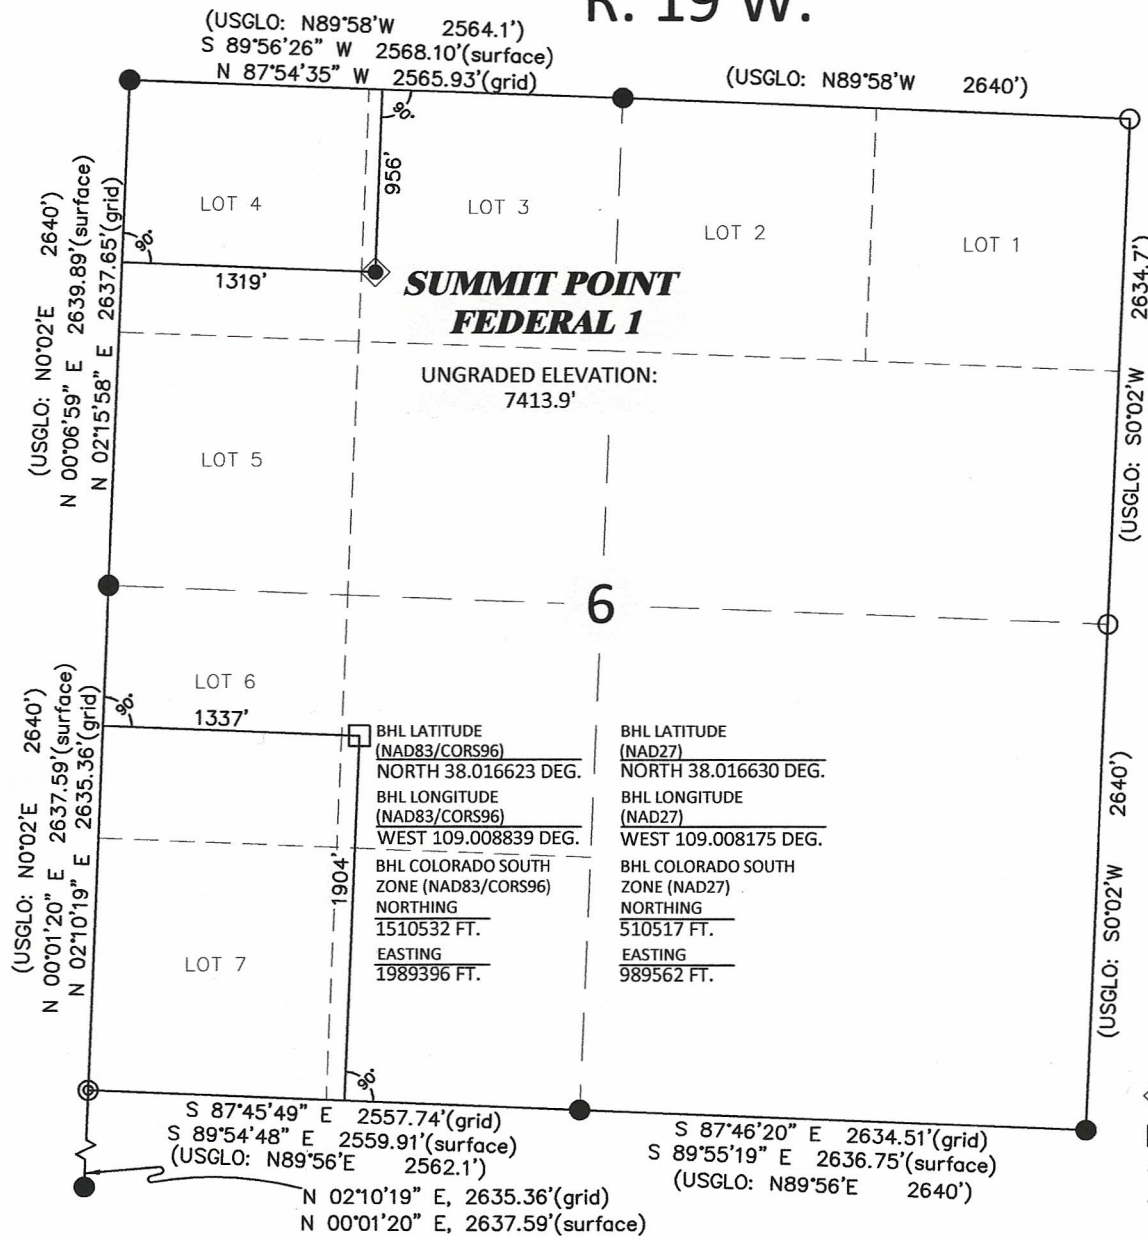 R. 19 W.
(USGLO: N89°58'W 2564.1')
S 89°56'26" W 2568.10'(surface)
N 87°54'35" W 2565.93'(grid)
(USGLO: N89°58'W 2640')
90°
956'
LOT 4
LOT 3
LOT 2
LOT 1
(USGLO: N0°02'E 2640')
N 00°06'59" E 2639.89'(surface)
N 02°15'58" E 2637.65'(grid)
90°
1319'
SUMMIT POINT
FEDERAL 1
UNGRADED ELEVATION:
7413.9'
(USGLO: S0°02'W 2634.7')
LOT 5
6
LOT 6
90°
1337'
(USGLO: N0°02'E 2640')
N 00°01'20" E 2637.59'(surface)
N 02°10'19" E 2635.36'(grid)
BHL LATITUDE
(NAD83/CORS96)
NORTH 38.016623 DEG.
BHL LONGITUDE
(NAD83/CORS96)
WEST 109.008839 DEG.
BHL COLORADO SOUTH
ZONE (NAD83/CORS96)
NORTHING
1510532 FT.
EASTING
1989396 FT.
BHL LATITUDE
(NAD27)
NORTH 38.016630 DEG.
BHL LONGITUDE
(NAD27)
WEST 109.008175 DEG.
BHL COLORADO SOUTH
ZONE (NAD27)
NORTHING
510517 FT.
EASTING
989562 FT.
1904'
(USGLO: S0°02'W 2640')
LOT 7
90°
S 87°45'49" E 2557.74'(grid)
S 89°54'48" E 2559.91'(surface)
(USGLO: N89°56'E 2562.1')
S 87°46'20" E 2634.51'(grid)
S 89°55'19" E 2636.75'(surface)
(USGLO: N89°56'E 2640')
N 02°10'19" E, 2635.36'(grid)
N 00°01'20" E, 2637.59'(surface)